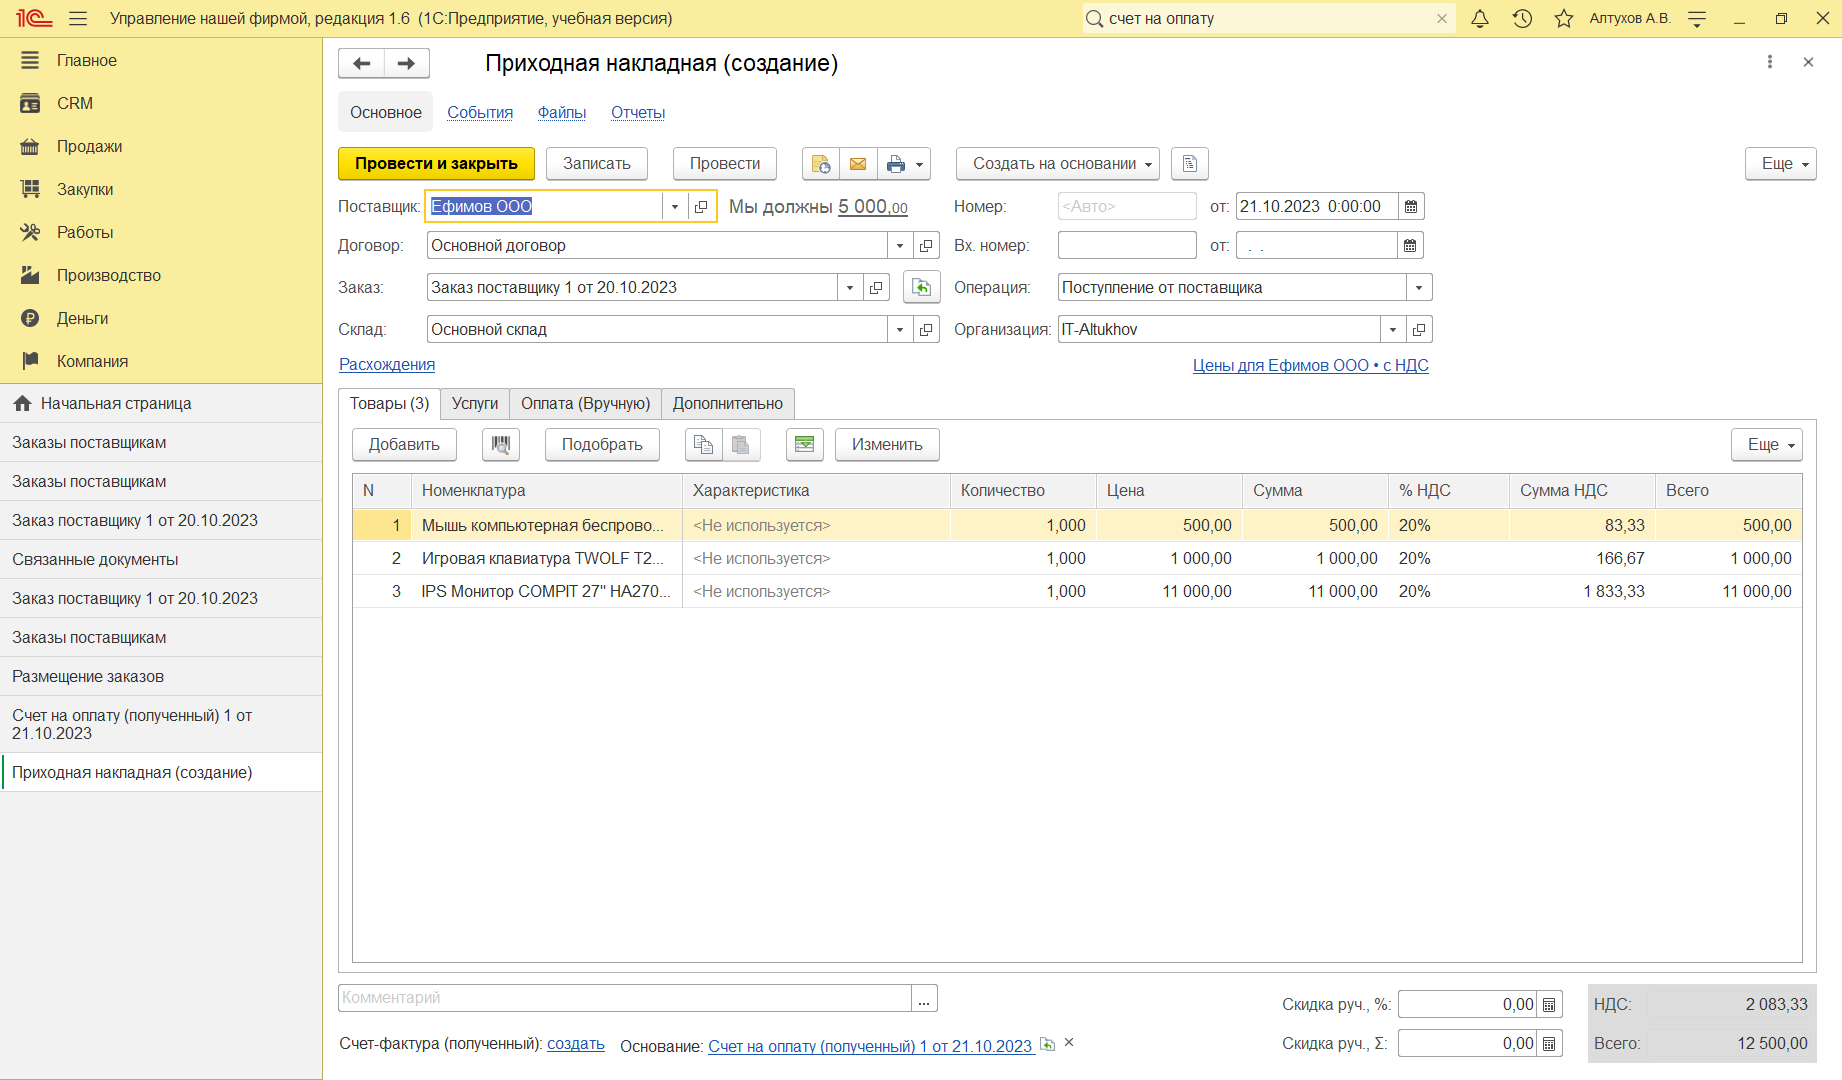 Управление нашей фирмой, редакция 1.6 (1С:Предприятие, учебная версия)
счет на оплату
Алтухов А.В.
Главное
CRM
Продажи
Закупки
Работы
Производство
Деньги
Компания
Начальная страница
Заказы поставщикам
Заказы поставщикам
Заказ поставщику 1 от 20.10.2023
Связанные документы
Заказ поставщику 1 от 20.10.2023
Заказы поставщикам
Размещение заказов
Счет на оплату (полученный) 1 от
21.10.2023
Приходная накладная (создание)
Приходная накладная (создание)
Основное События Файлы Отчеты
Провести и закрыть Записать Провести Создать на основании Еще
Поставщик: Ефимов ООО Мы должны 5 000,00 Номер: <Авто> от: 21.10.2023 0:00:00
Договор: Основной договор Вх. номер: от: . .
Заказ: Заказ поставщику 1 от 20.10.2023 Операция: Поступление от поставщика
Склад: Основной склад Организация: IT-Altukhov
Расхождения Цены для Ефимов ООО • с НДС
Товары (3) Услуги Оплата (Вручную) Дополнительно
Добавить Подобрать Изменить Еще
N Номенклатура Характеристика Количество Цена Сумма % НДС Сумма НДС Всего
1 Мышь компьютерная беспрово... <Не используется> 1,000 500,00 500,00 20% 83,33 500,00
2 Игровая клавиатура TWOLF T2... <Не используется> 1,000 1 000,00 1 000,00 20% 166,67 1 000,00
3 IPS Монитор COMPIT 27" HA270... <Не используется> 1,000 11 000,00 11 000,00 20% 1 833,33 11 000,00
Комментарий ... Скидка руч., %: 0,00 НДС: 2 083,33
Счет-фактура (полученный): создать Основание: Счет на оплату (полученный) 1 от 21.10.2023 Скидка руч., Σ: 0,00 Всего: 12 500,00